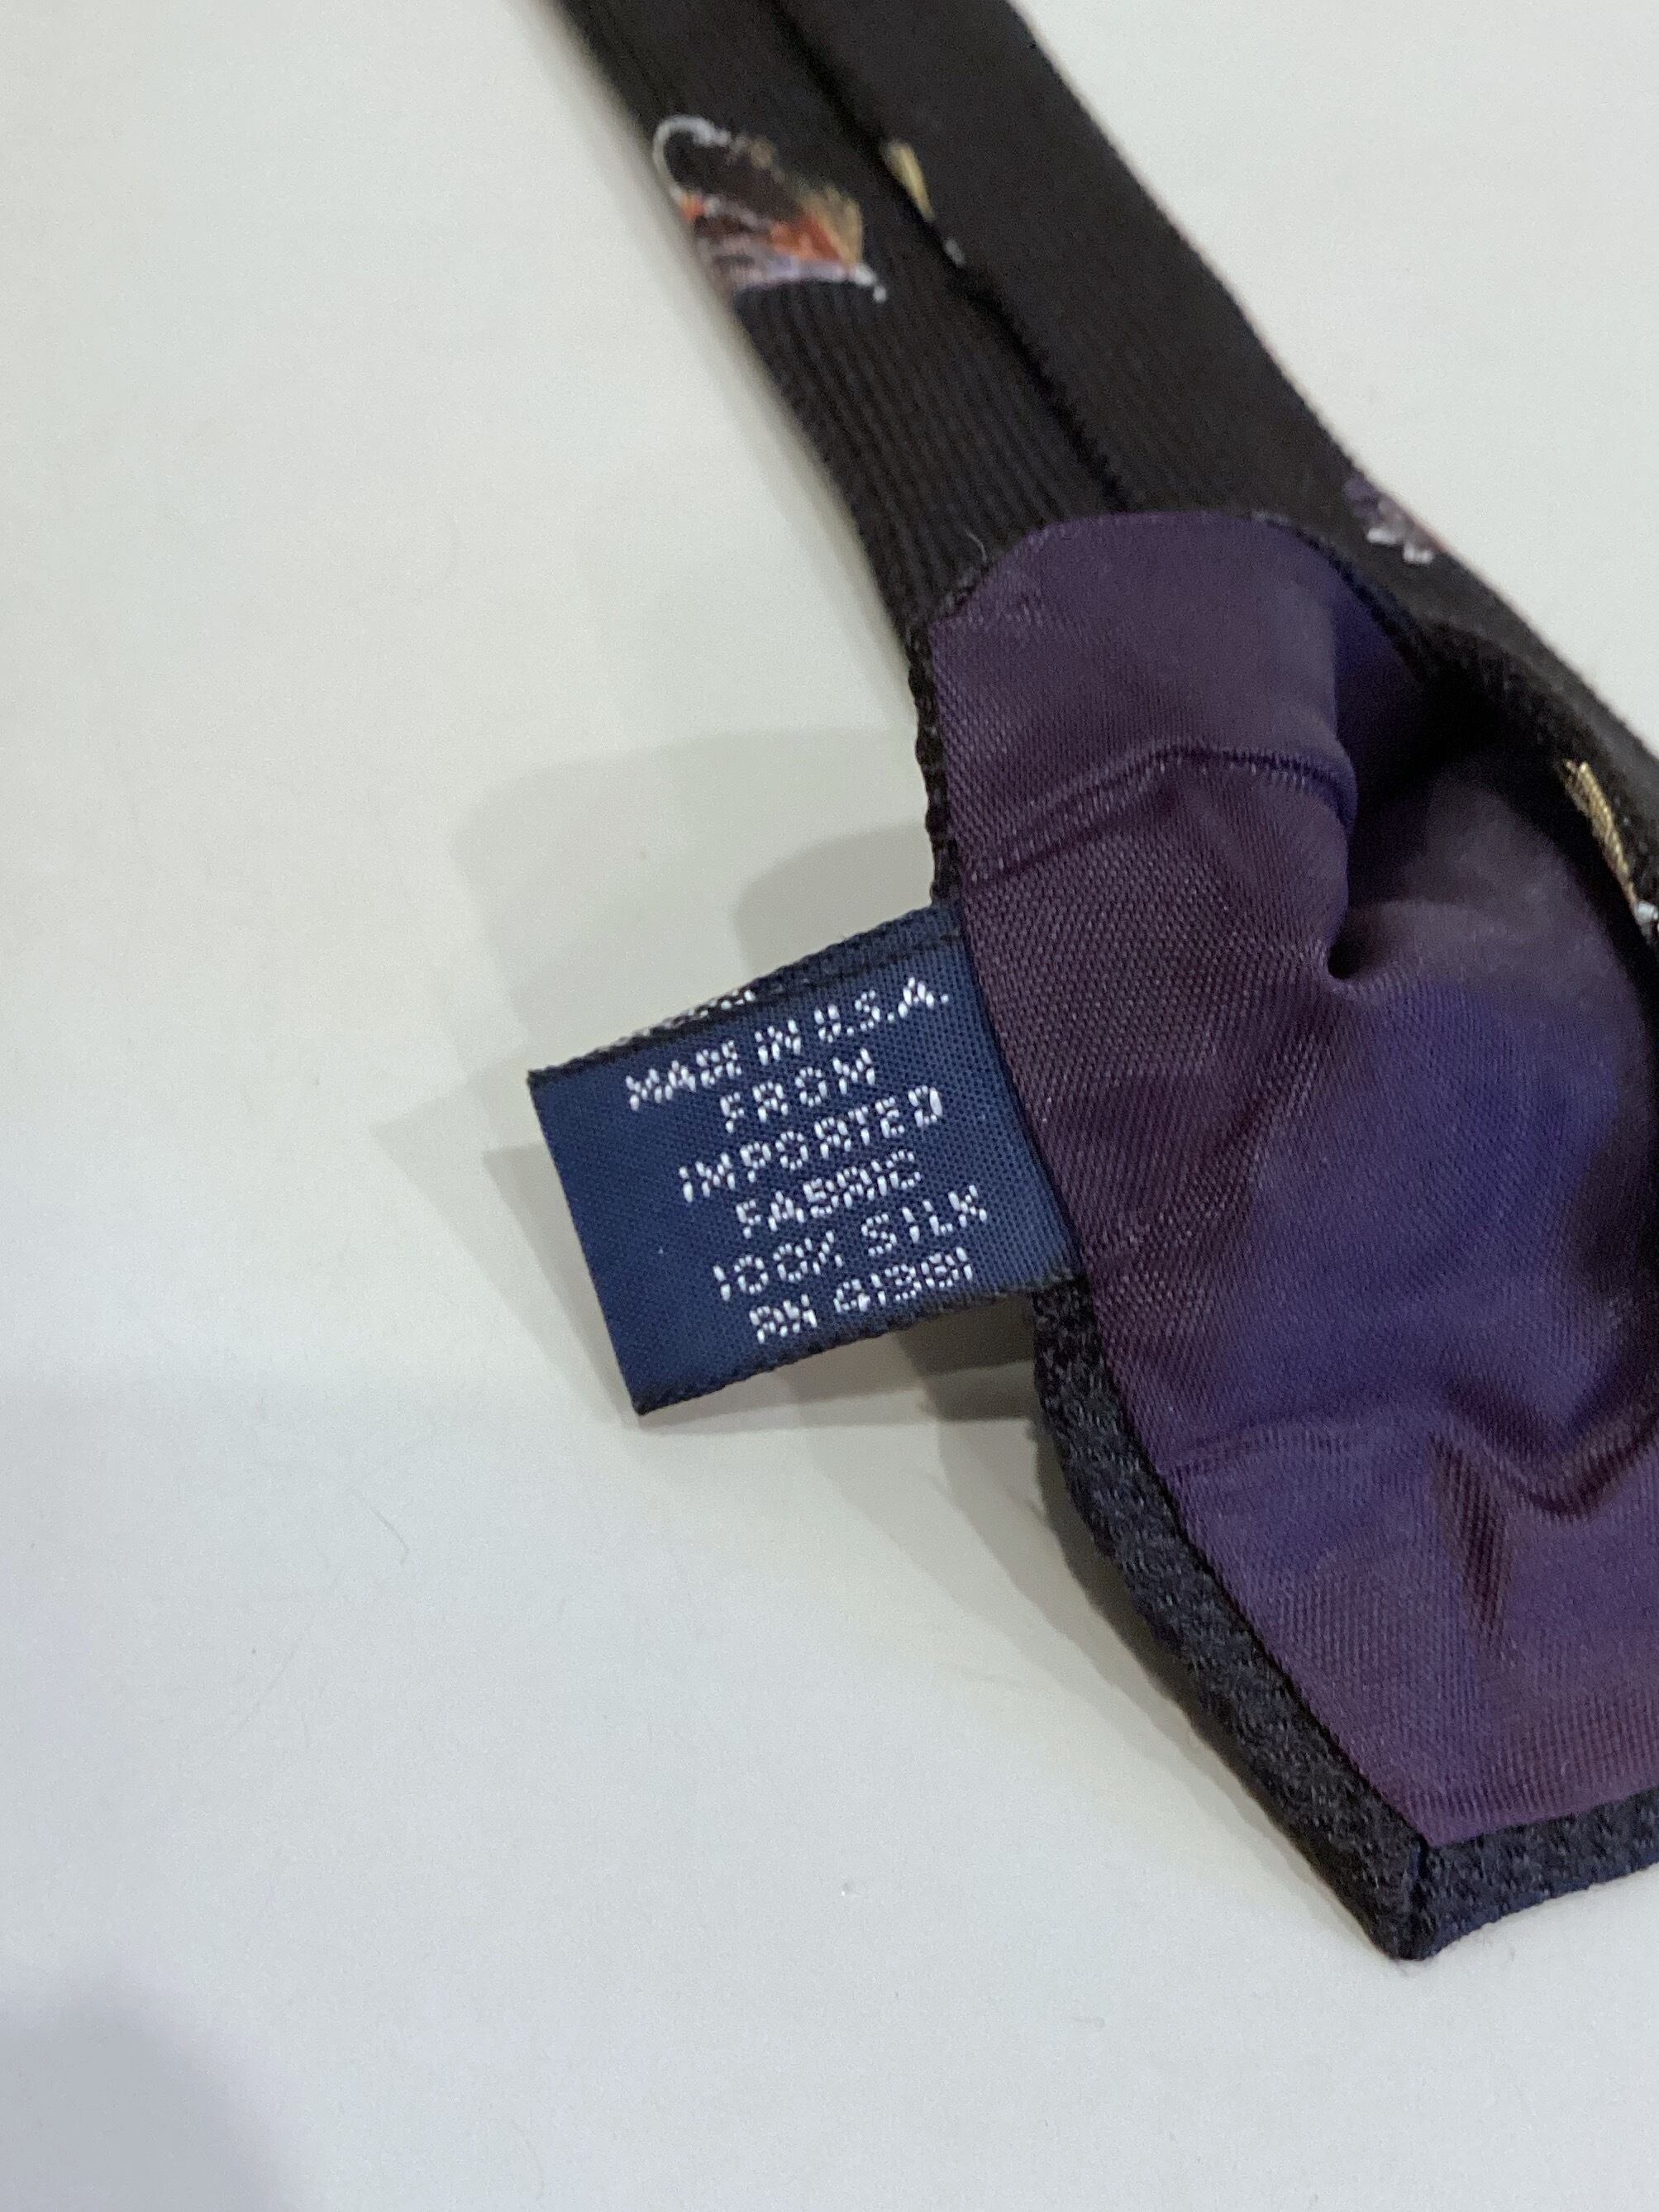 MADE IN U.S.A.
FROM
IMPORTED
FABRIC
100% SILK
RN 41381